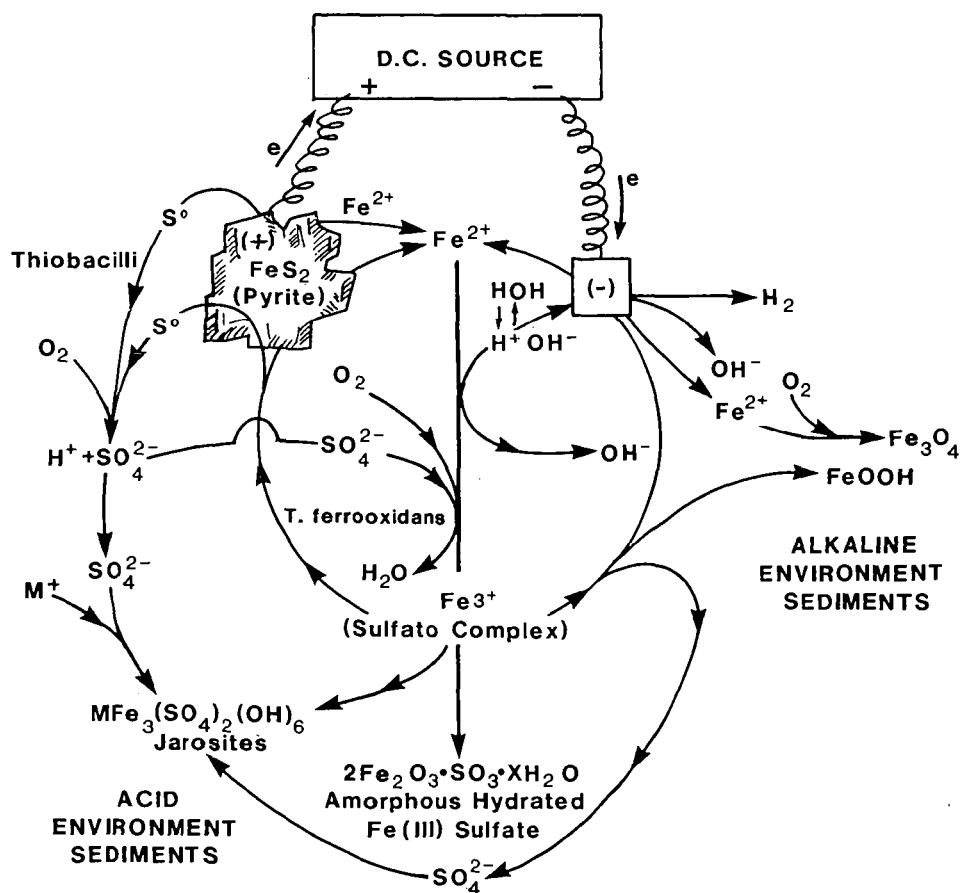 D.C. SOURCE
+
−
e
e
S°
Fe²⁺
Fe²⁺
Thiobacilli
(+)
FeS₂
(Pyrite)
(-)
HOH
H⁺ OH⁻
H₂
S°
O₂
O₂
OH⁻
Fe²⁺
O₂
Fe₃O₄
H⁺ + SO₄²⁻
SO₄²⁻
OH⁻
FeOOH
T. ferrooxidans
SO₄²⁻
H₂O
ALKALINE
ENVIRONMENT
SEDIMENTS
M⁺
Fe³⁺
(Sulfato Complex)
MFe₃(SO₄)₂(OH)₆
Jarosites
2Fe₂O₃•SO₃•XH₂O
Amorphous Hydrated
Fe(III) Sulfate
ACID
ENVIRONMENT
SEDIMENTS
SO₄²⁻